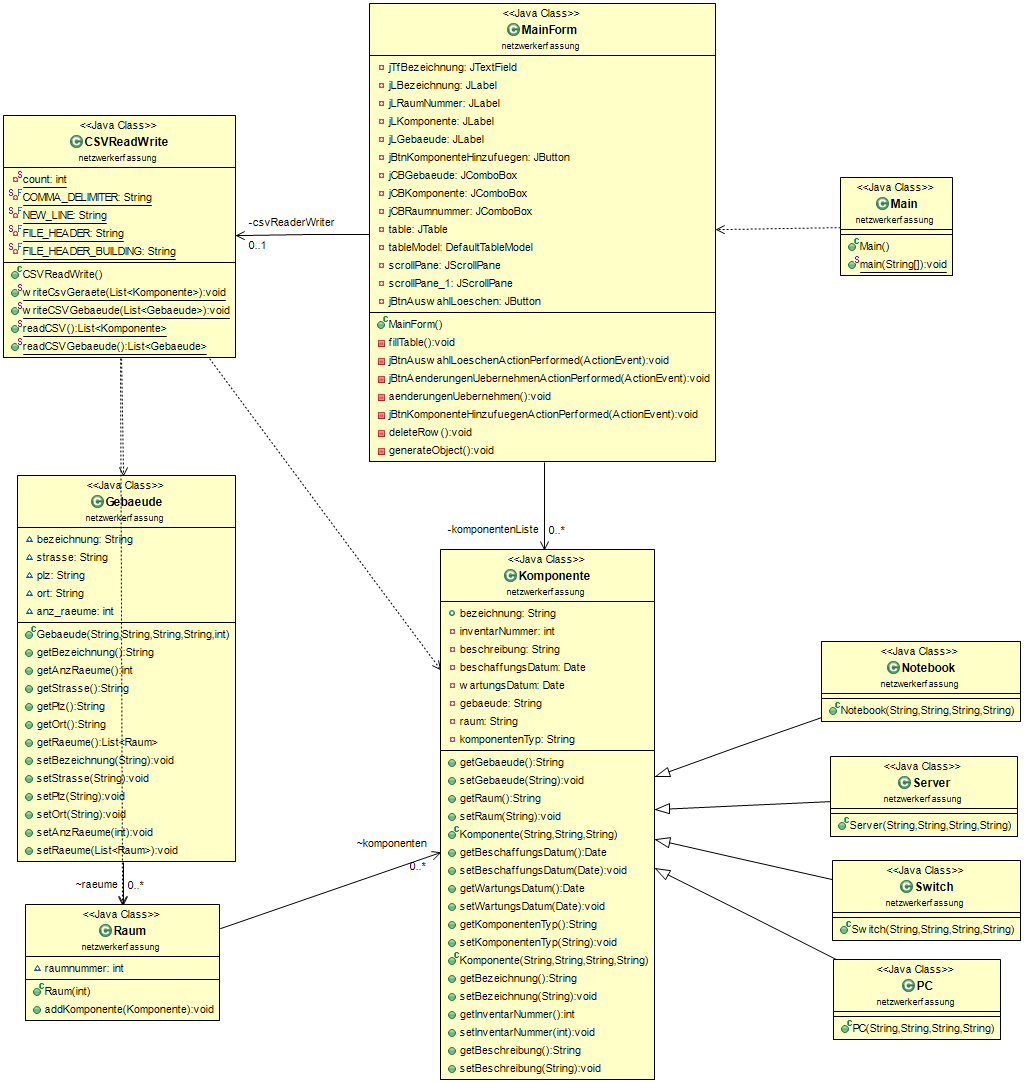 <<Java Class>>
MainForm
netzwerkerfassung
jTfBezeichnung: JTextField
jLBezeichnung: JLabel
jLRaumNummer: JLabel
jLKomponente: JLabel
jLGebaeude: JLabel
jBtnKomponenteHinzufuegen: JButton
jCBGebaeude: JComboBox
jCBKomponente: JComboBox
jCBRaumnummer: JComboBox
table: JTable
tableModel: DefaultTableModel
scrollPane: JScrollPane
scrollPane_1: JScrollPane
jBtnAuswahlLoeschen: JButton
MainForm()
fillTable():void
jBtnAuswahlLoeschenActionPerformed(ActionEvent):void
jBtnAenderungenUebernehmenActionPerformed(ActionEvent):void
aenderungenUebernehmen():void
jBtnKomponenteHinzufuegenActionPerformed(ActionEvent):void
deleteRow():void
generateObject():void
<<Java Class>>
CSVReadWrite
netzwerkerfassung
count: int
COMMA_DELIMITER: String
NEW_LINE: String
FILE_HEADER: String
FILE_HEADER_BUILDING: String
CSVReadWrite()
writeCsvGeraete(List<Komponente>):void
writeCSVGebaeude(List<Gebaeude>):void
readCSV():List<Komponente>
readCSVGebaeude():List<Gebaeude>
-csvReaderWriter
0..1
<<Java Class>>
Main
netzwerkerfassung
Main()
main(String[]):void
<<Java Class>>
Gebaeude
netzwerkerfassung
bezeichnung: String
strasse: String
plz: String
ort: String
anz_raeume: int
Gebaeude(String,String,String,String,int)
getBezeichnung():String
getAnzRaeume():int
getStrasse():String
getPlz():String
getOrt():String
getRaeume():List<Raum>
setBezeichnung(String):void
setStrasse(String):void
setPlz(String):void
setOrt(String):void
setAnzRaeume(int):void
setRaeume(List<Raum>):void
-komponentenListe
0..*
<<Java Class>>
Komponente
netzwerkerfassung
bezeichnung: String
inventarNummer: int
beschreibung: String
beschaffungsDatum: Date
wartungsDatum: Date
gebaeude: String
raum: String
komponentenTyp: String
getGebaeude():String
setGebaeude(String):void
getRaum():String
setRaum(String):void
Komponente(String,String,String)
getBeschaffungsDatum():Date
setBeschaffungsDatum(Date):void
getWartungsDatum():Date
setWartungsDatum(Date):void
getKomponentenTyp():String
setKomponentenTyp(String):void
Komponente(String,String,String,String)
getBezeichnung():String
setBezeichnung(String):void
getInventarNummer():int
setInventarNummer(int):void
getBeschreibung():String
setBeschreibung(String):void
~komponenten
0..*
~raeume
0..*
<<Java Class>>
Raum
netzwerkerfassung
raumnummer: int
Raum(int)
addKomponente(Komponente):void
<<Java Class>>
Notebook
netzwerkerfassung
Notebook(String,String,String,String)
<<Java Class>>
Server
netzwerkerfassung
Server(String,String,String,String)
<<Java Class>>
Switch
netzwerkerfassung
Switch(String,String,String,String)
<<Java Class>>
PC
netzwerkerfassung
PC(String,String,String,String)